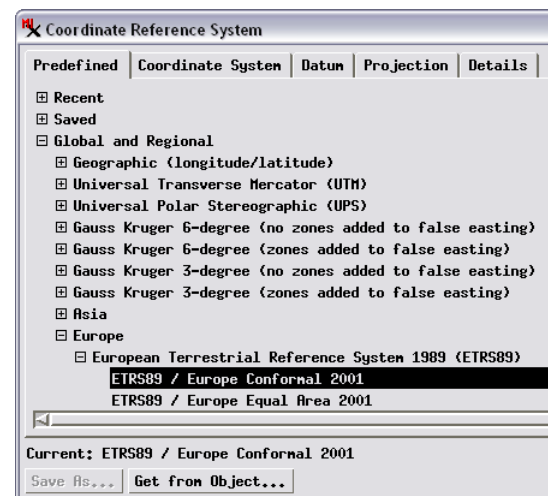 Coordinate Reference System
Predefined Coordinate System Datum Projection Details
Recent
Saved
Global and Regional
Geographic (longitude/latitude)
Universal Transverse Mercator (UTM)
Universal Polar Stereographic (UPS)
Gauss Kruger 6-degree (no zones added to false easting)
Gauss Kruger 6-degree (zones added to false easting)
Gauss Kruger 3-degree (no zones added to false easting)
Gauss Kruger 3-degree (zones added to false easting)
Asia
Europe
European Terrestrial Reference System 1989 (ETRS89)
ETRS89 / Europe Conformal 2001
ETRS89 / Europe Equal Area 2001
Current: ETRS89 / Europe Conformal 2001
Save As... Get from Object...